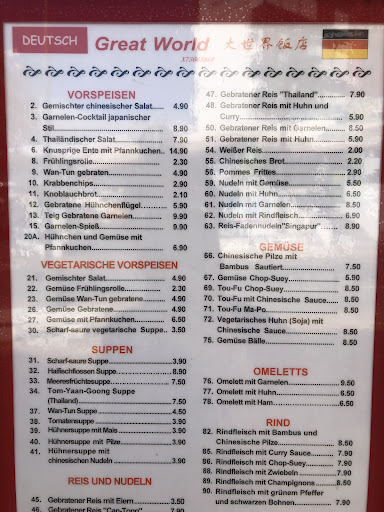 DEUTSCH
Great World 大世界飯店
VORSPEISEN
2. Gemischter chinesischer Salat..... 4.90
3. Garnelen-Cocktail japanischer
Stil............ 8.90
4. Thailändischer Salat............ 7.90
6. Knusprige Ente mit Pfannkuchen.. 14.90
8. Frühlingsrolle............ 2.30
9. Wan-Tun gebraten............ 4.90
10. Krabbenchips............ 2.90
11. Knoblauchbrot............ 2.90
12. Gebratene Hühnchenflügel...... 5.90
13. Teig Gebratene Garnelen...... 9.90
15. Garnelen-Spieß............ 9.90
20A. Hühnchen und Gemüse mit
Pfannkuchen............ 6.90
VEGETARISCHE VORSPEISEN
21. Gemischter Salat............ 4.90
22. Gemüse Frühlingsrolle............ 2.30
23. Gemüse Wan-Tun gebratene...... 4.90
26. Gemüse Gebratene............ 4.90
27. Gemüse mit Pfannkuchen...... 6.50
30. Scharf-saure vegetarische Suppe.. 3.50
SUPPEN
31. Scharf-saure Suppe............ 3.90
32. Haifischflossen Suppe............ 3.90
33. Meeresfrüchtesuppe............ 7.50
34. Tom-Yaan-Goong Suppe
(Thailand)............ 7.50
37. Wan-Tun Suppe............ 4.50
38. Tomatensuppe............ 3.90
39. Hühnersuppe mit Mais............ 3.90
40. Hühnersuppe mit Pilze............ 3.90
41. Hühnersuppe mit
chinesischen Nudeln............ 3.90
REIS UND NUDELN
45. Gebratener Reis mit Eiern...... 3.50
46. Gebratener Reis "Can-Tong"
47. Gebratener Reis "Thailand"...... 7.90
48. Gebratener Reis mit Huhn und
Curry............ 5.90
50. Gebratener Reis mit Garnelen.... 8.50
51. Gebratener Reis mit Huhn...... 5.90
54. Weißer Reis............ 2.00
55. Chinesisches Brot............ 2.20
56. Pommes Frittes............ 2.90
59. Nudeln mit Gemüse............ 5.50
60. Nudeln mit Huhn............ 6.50
61. Nudeln mit Garnelen............ 8.50
62. Nudeln mit Rindfleisch............ 6.50
63. Reis-Fadennudeln"Singapur"...... 8.90
GEMÜSE
66. Chinesische Pilze mit
Bambus Sautiert............ 7.50
67. Gemüse Chop-Suey............ 5.90
69. Tou-Fu Chop-Suey............ 8.50
70. Tou-Fu mit Chinesische Sauce..... 8.50
71. Tou-Fu Ma-Po............ 8.50
72. Vegetarisches Huhn (Soja) mit
Chinesische Sauce............ 8.50
75. Gemüse Bälle............ 8.50
OMELETTS
76. Omelett mit Garnelen............ 9.50
77. Omelett mit Huhn............ 8.50
78. Omelett mit Ham............ 8.50
RIND
82. Rindfleisch mit Bambus und
Chinesische Pilze............ 8.50
85. Rindfleisch mit Curry Sauce...... 7.90
86. Rindfleisch mit Chop-Suey...... 7.90
88. Rindfleisch mit Zwiebeln...... 7.90
89. Rindfleisch mit Champignons...... 8.50
90. Rindfleisch mit grünem Pfeffer
und schwarzen Bohnen............ 7.90